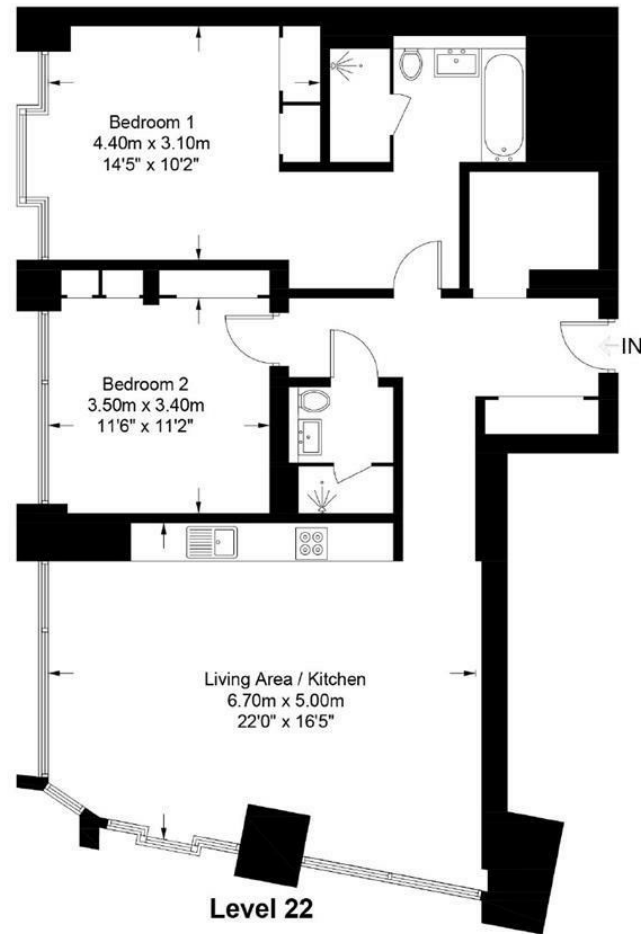 Bedroom 1
4.40m x 3.10m
14'5" x 10'2"
IN
Bedroom 2
3.50m x 3.40m
11'6" x 11'2"
Living Area / Kitchen
6.70m x 5.00m
22'0" x 16'5"
Level 22